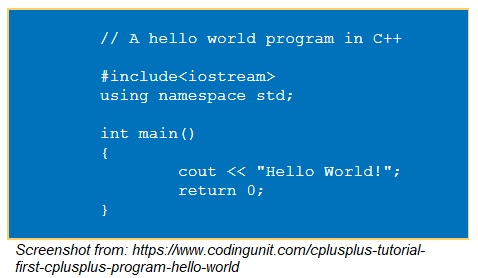 // A hello world program in C++
#include<iostream>
using namespace std;
int main()
{
cout << "Hello World!";
return 0;
}
Screenshot from: https://www.codingunit.com/cplusplus-tutorial-
first-cplusplus-program-hello-world